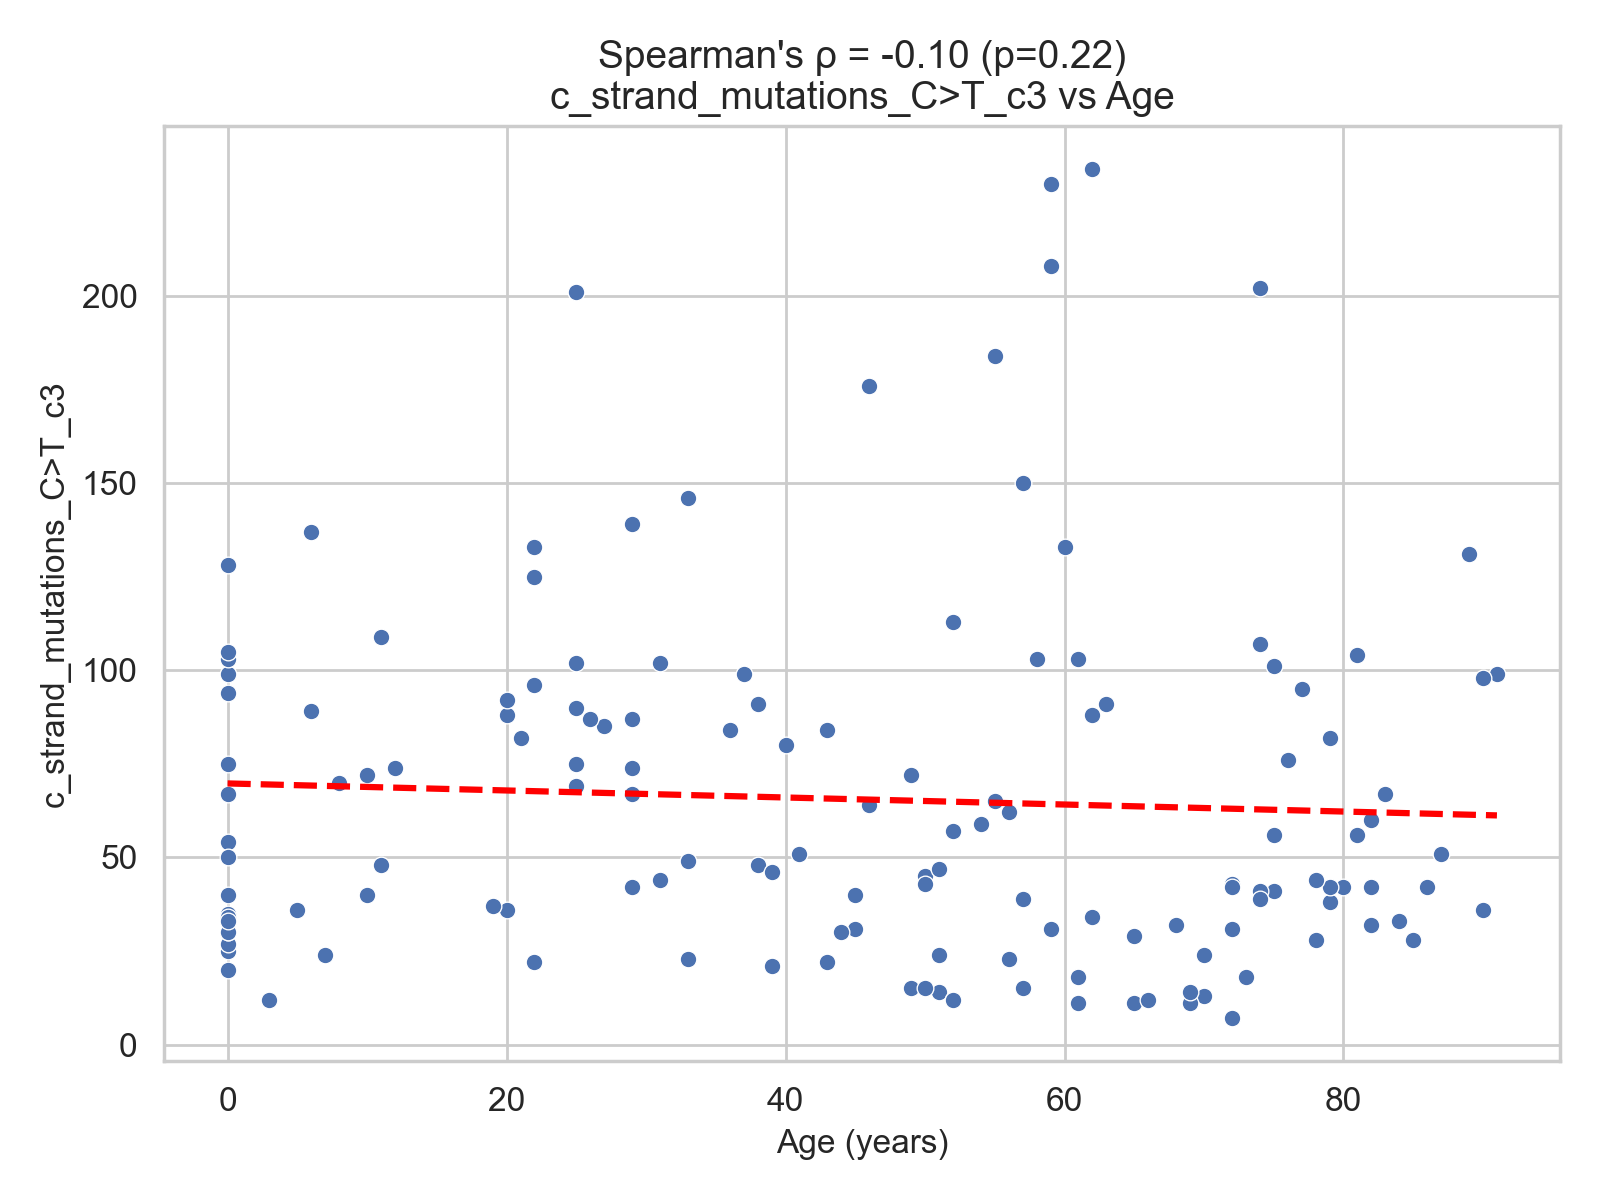 Spearman's ρ = -0.10 (p=0.22)
c_strand_mutations_C>T_c3 vs Age
c_strand_mutations_C>T_c3
200
150
100
50
0
0 20 40 60 80
Age (years)